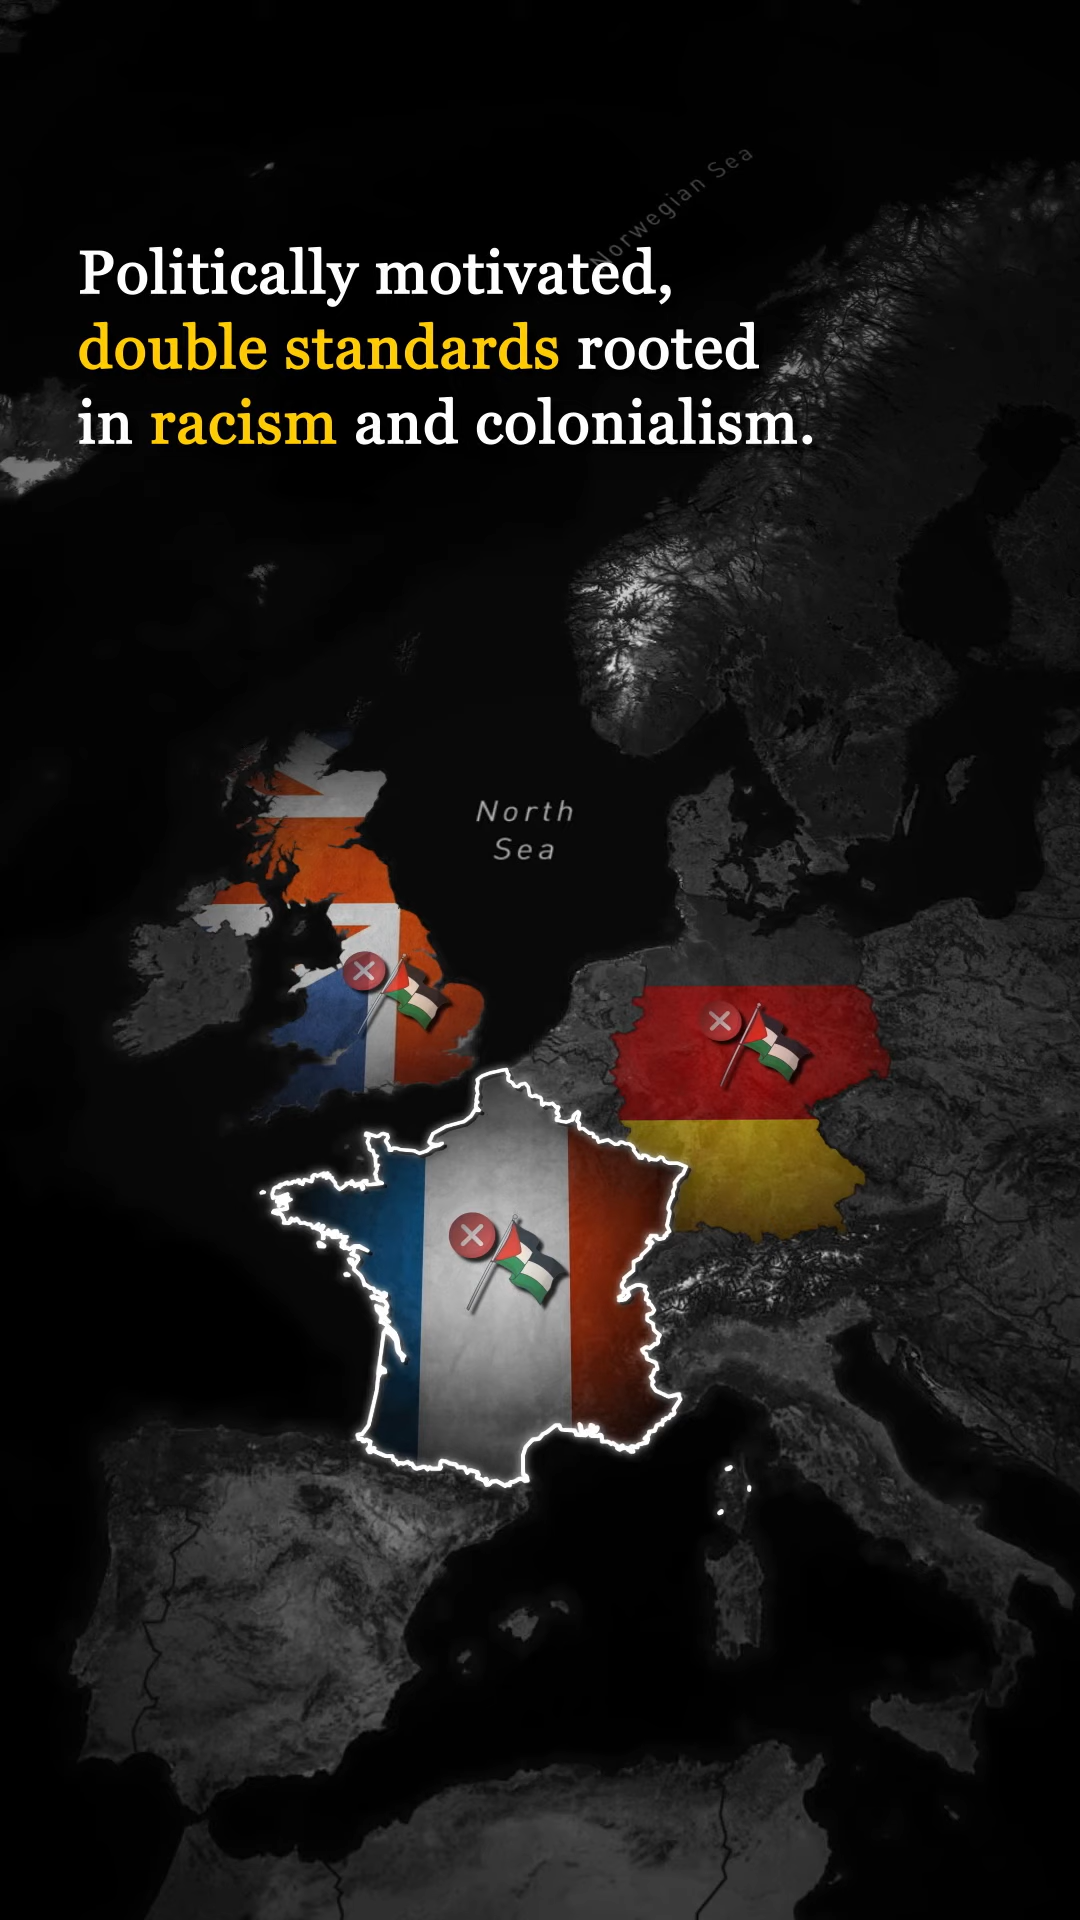 Norwegian Sea
Politically motivated,
double standards rooted
in racism and colonialism.
North
Sea